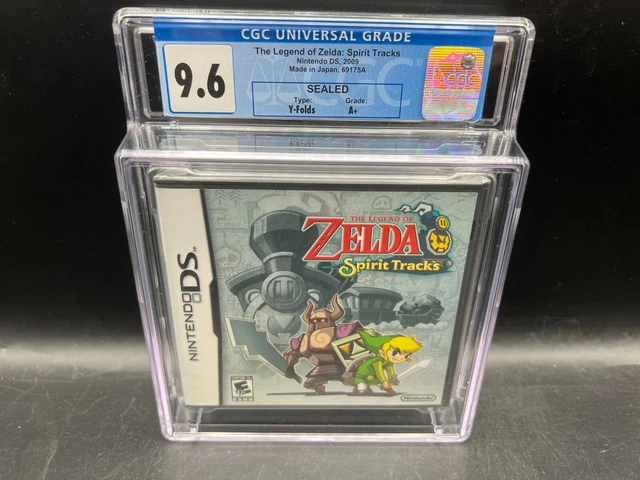 CGC UNIVERSAL GRADE
9.6
The Legend of Zelda: Spirit Tracks
Nintendo DS, 2009
Made in Japan, 69175A
SEALED
Type: Grade:
Y-Folds A+
CGC
NINTENDO DS
THE LEGEND OF
ZELDA
Spirit Tracks
E
Nintendo